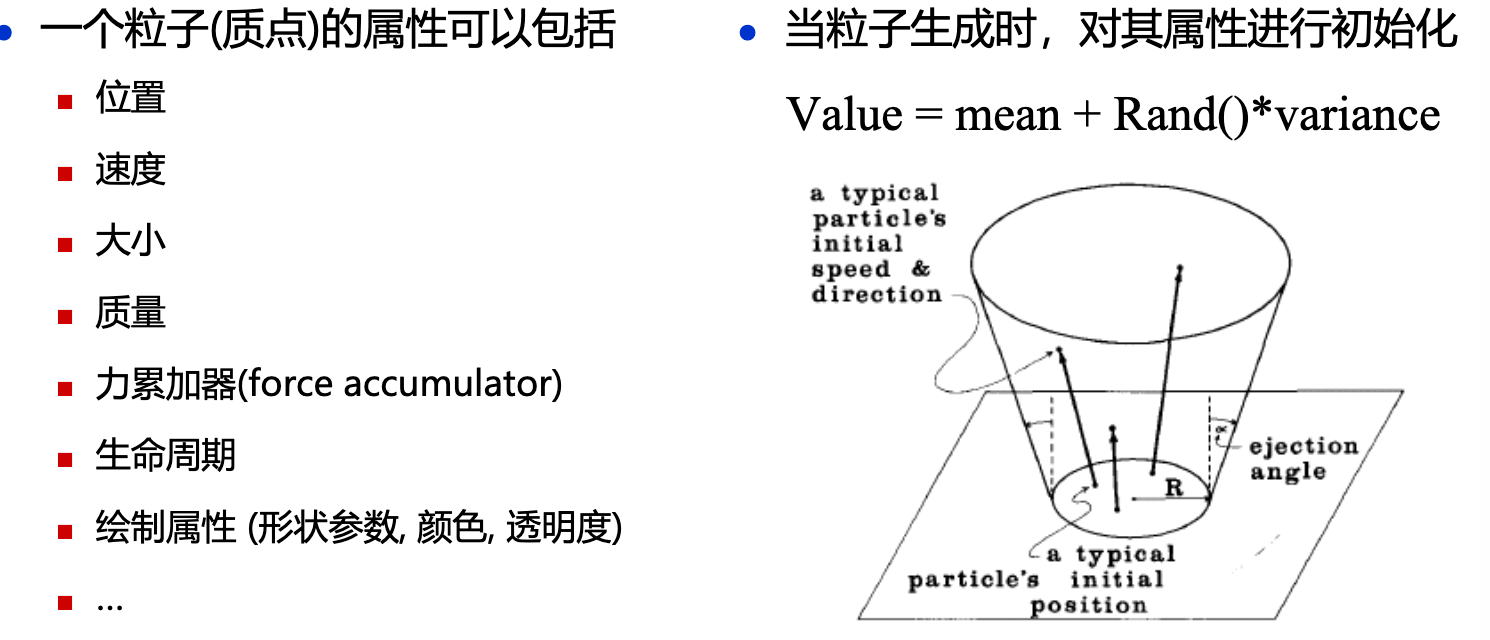 一个粒子(质点)的属性可以包括
位置
速度
大小
质量
力累加器(force accumulator)
生命周期
绘制属性 (形状参数, 颜色, 透明度)
...
当粒子生成时，对其属性进行初始化
Value = mean + Rand()*variance
a typical
particle's
initial
speed &
direction
ejection
angle
R
a typical
particle's initial
position